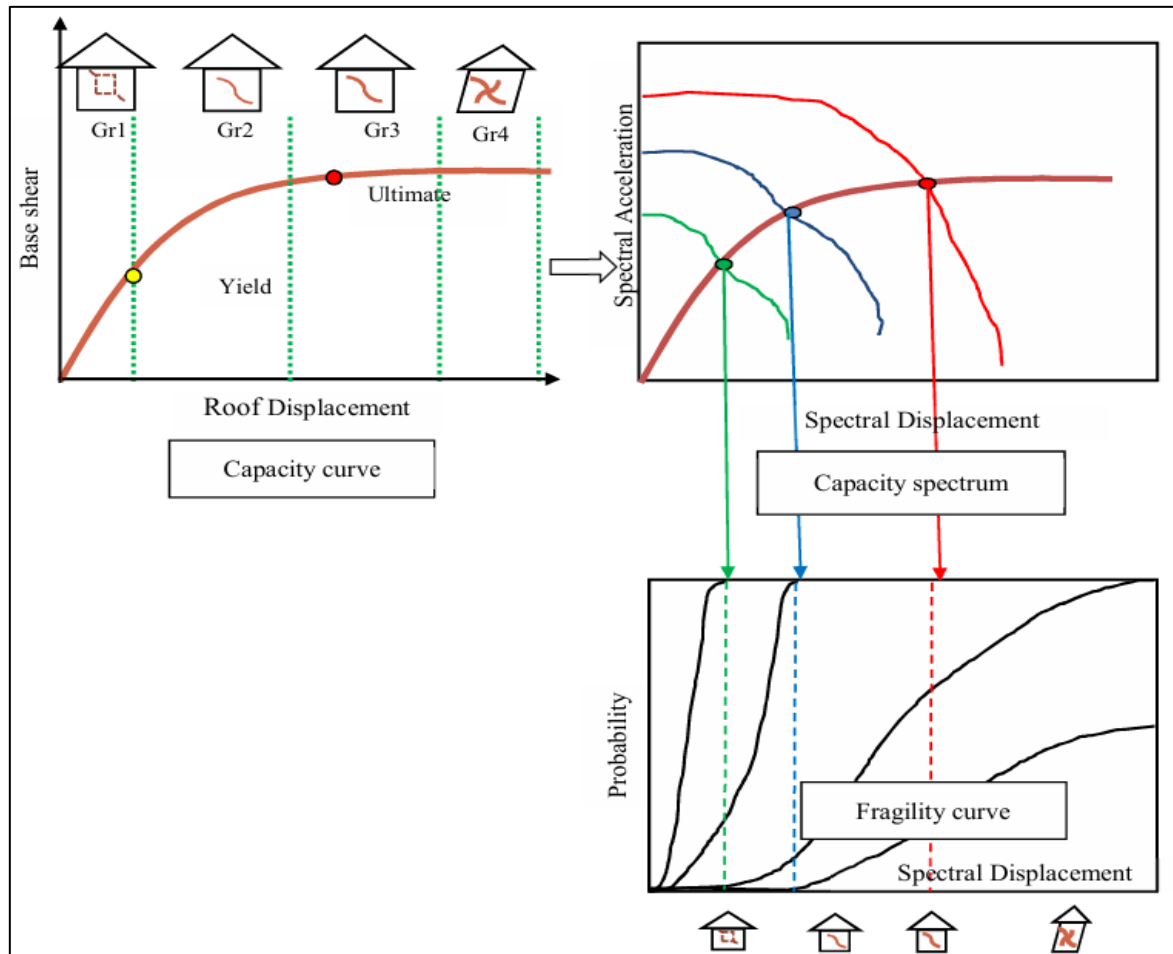 Gr1
Gr2
Gr3
Gr4
Base shear
Ultimate
Yield
Roof Displacement
Capacity curve
Spectral Acceleration
Spectral Displacement
Capacity spectrum
Probability
Fragility curve
Spectral Displacement